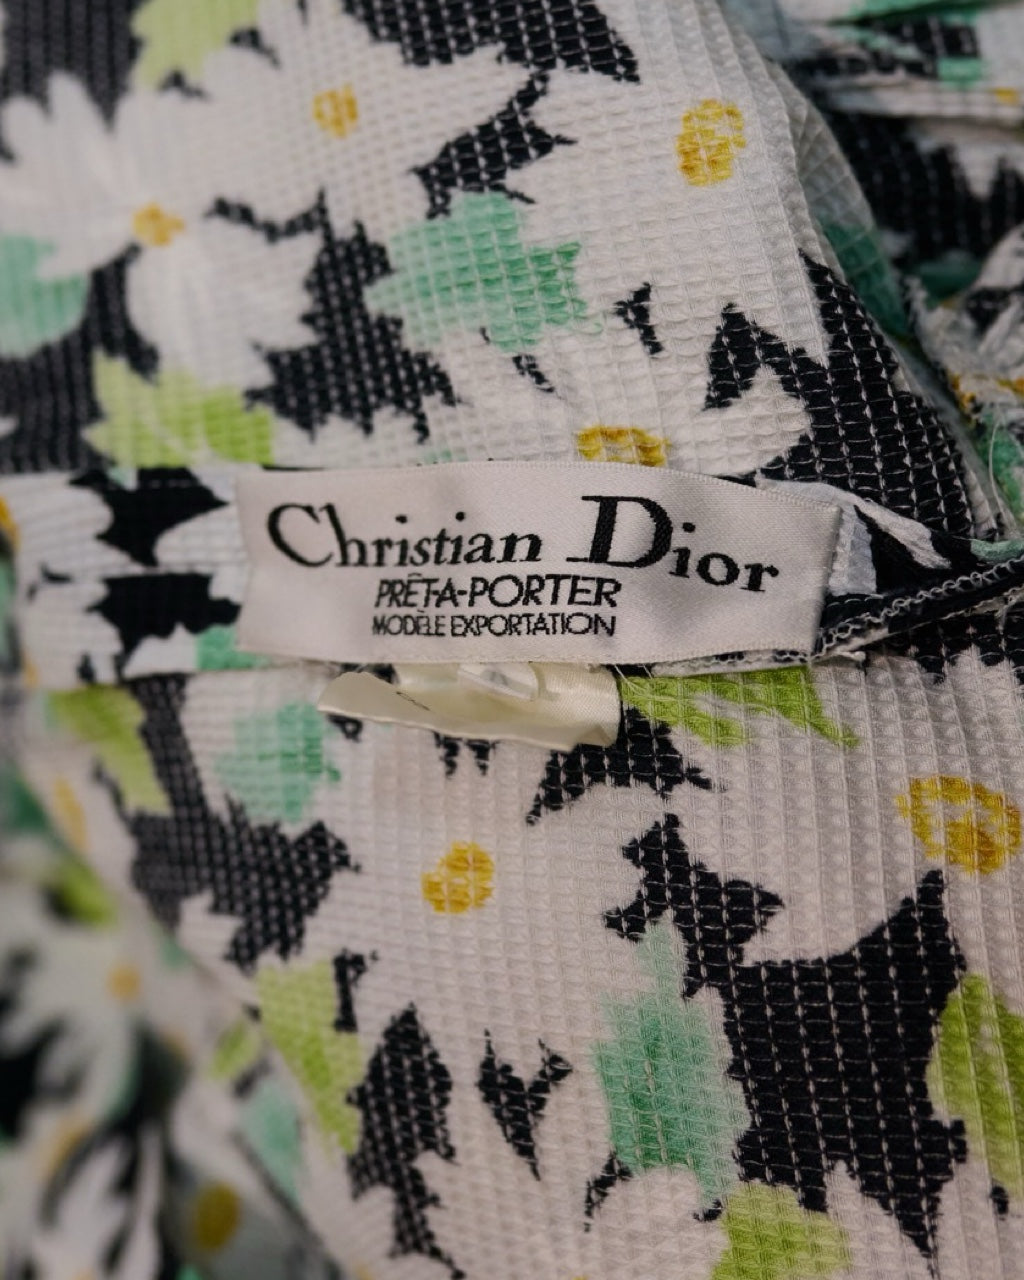 Christian Dior
PRÊT-A-PORTER
MODÈLE EXPORTATION